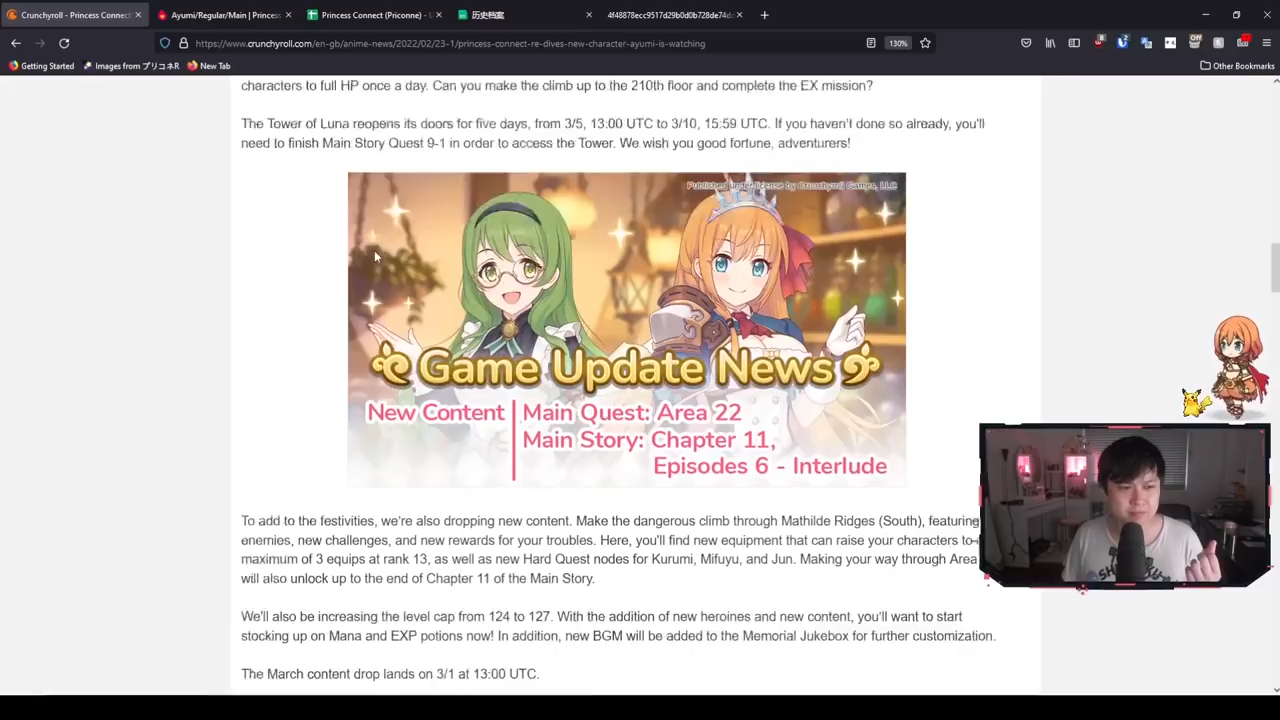 Crunchyroll - Princess Connect
Ayumi/Regular/Main | Princess
Princess Connect (Priconne) - U
历史档案
4f48878ecc9517d29b0d0b728de74dc
https://www.crunchyroll.com/en-gb/anime-news/2022/02/23-1/princess-connect-re-dives-new-character-ayumi-is-watching
130%
Off
Getting Started
Images from プリコネR
New Tab
Other Bookmarks
characters to full HP once a day. Can you make the climb up to the 210th floor and complete the EX mission?
The Tower of Luna reopens its doors for five days, from 3/5, 13:00 UTC to 3/10, 15:59 UTC. If you haven't done so already, you'll
need to finish Main Story Quest 9-1 in order to access the Tower. We wish you good fortune, adventurers!
Published under license by Crunchyroll Games, LLC
Game Update News
New Content
Main Quest: Area 22
Main Story: Chapter 11,
Episodes 6 - Interlude
To add to the festivities, we're also dropping new content. Make the dangerous climb through Mathilde Ridges (South), featuring
enemies, new challenges, and new rewards for your troubles. Here, you'll find new equipment that can raise your characters to
maximum of 3 equips at rank 13, as well as new Hard Quest nodes for Kurumi, Mifuyu, and Jun. Making your way through Area
will also unlock up to the end of Chapter 11 of the Main Story.
We'll also be increasing the level cap from 124 to 127. With the addition of new heroines and new content, you'll want to start
stocking up on Mana and EXP potions now! In addition, new BGM will be added to the Memorial Jukebox for further customization.
The March content drop lands on 3/1 at 13:00 UTC.